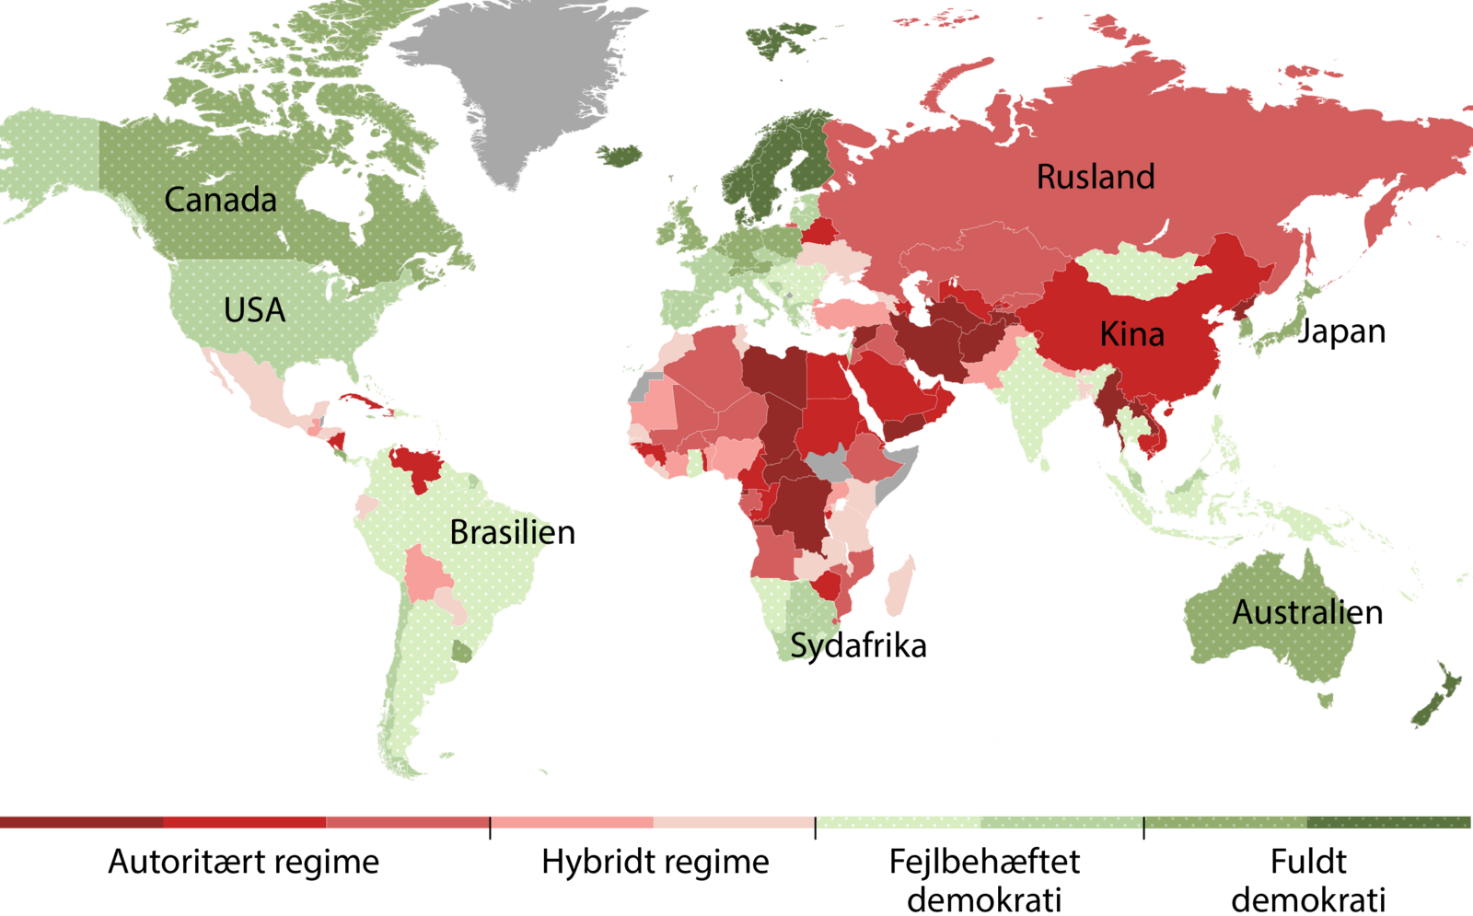 Canada
Rusland
USA
Kina
Japan
Brasilien
Australien
Sydafrika
Autoritært regime
Hybridt regime
Fejlbehæftet
demokrati
Fuldt
demokrati